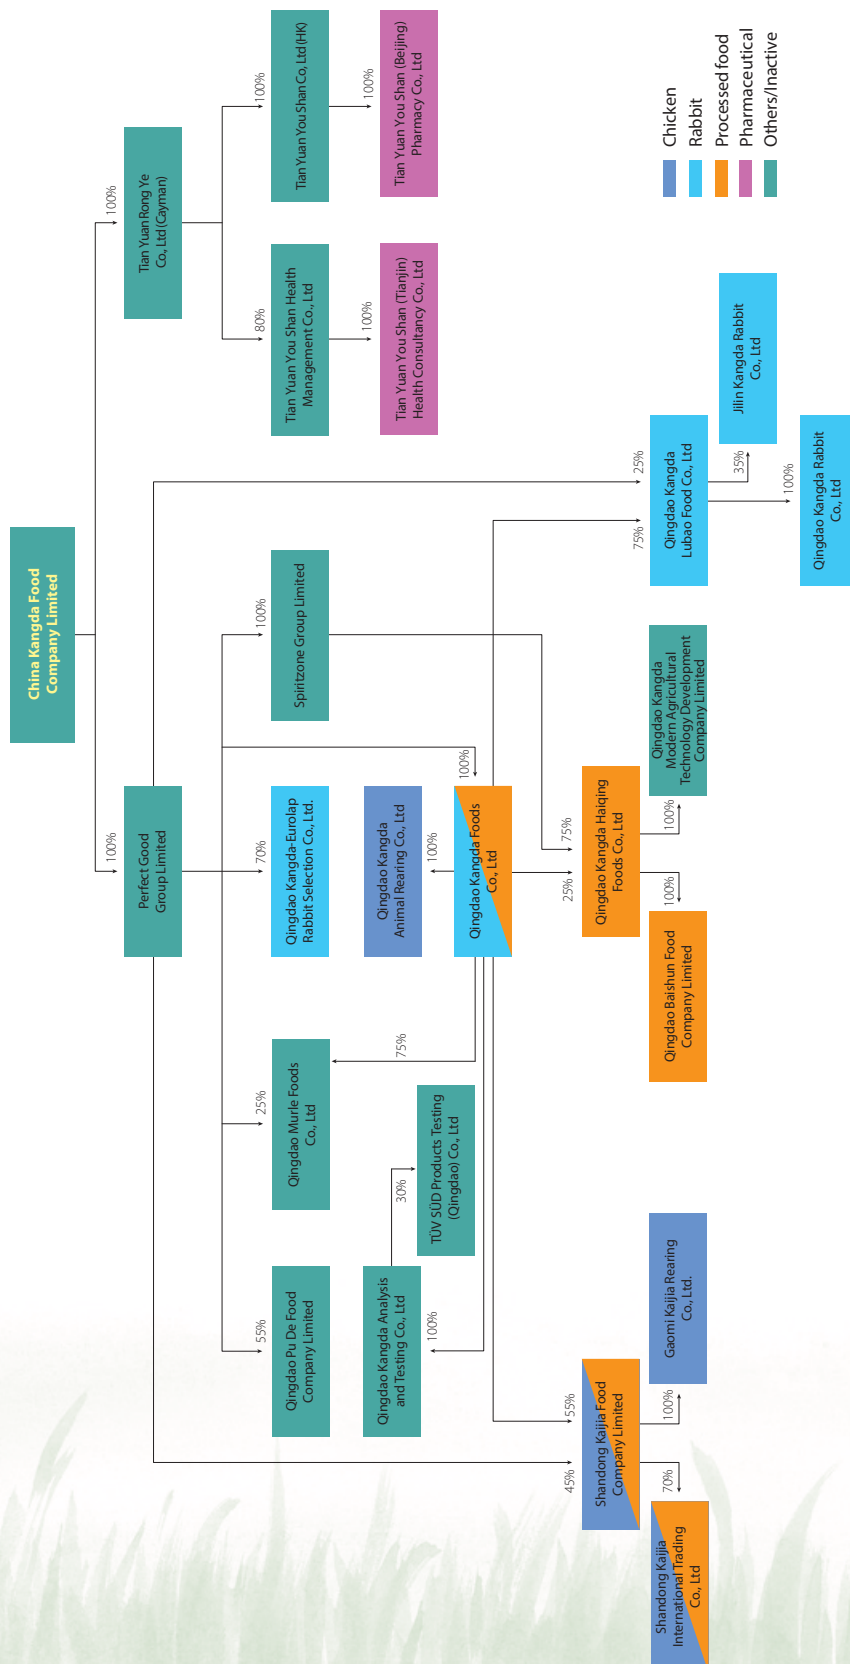 China Kangda Food
Company Limited
100%
100%
Perfect Good
Group Limited
Tian Yuan Rong Ye
Co., Ltd (Cayman)
55%
25%
70%
100%
80%
100%
Qingdao Pu De Food
Company Limited
Qingdao Murle Foods
Co., Ltd
Qingdao Kangda-Eurolap
Rabbit Selection Co., Ltd.
Spiritzone Group Limited
Tian Yuan You Shan Health
Management Co., Ltd
Tian Yuan You Shan Co, Ltd (HK)
100%
100%
Qingdao Kangda Analysis
and Testing Co., Ltd
30%
75%
Qingdao Kangda
Animal Rearing Co., Ltd
Tian Yuan You Shan (Tianjin)
Health Consultancy Co., Ltd
Tian Yuan You Shan (Beijing)
Pharmacy Co., Ltd
100%
TÜV SÜD Products Testing
(Qingdao) Co., Ltd
100%
100%
Qingdao Kangda Foods
Co., Ltd
45%
55%
25%
75%
75%
25%
Shandong Kaijia Food
Company Limited
Qingdao Kangda Haiqing
Foods Co., Ltd
Qingdao Kangda
Lubao Food Co., Ltd
70%
100%
100%
100%
35%
100%
Shandong Kaijia
International Trading
Co., Ltd
Gaomi Kaijia Rearing
Co., Ltd.
Qingdao Baishun Food
Company Limited
Qingdao Kangda
Modern Agricultural
Technology Development
Company Limited
Jilin Kangda Rabbit
Co., Ltd
Qingdao Kangda Rabbit
Co., Ltd
Chicken
Rabbit
Processed food
Pharmaceutical
Others/Inactive